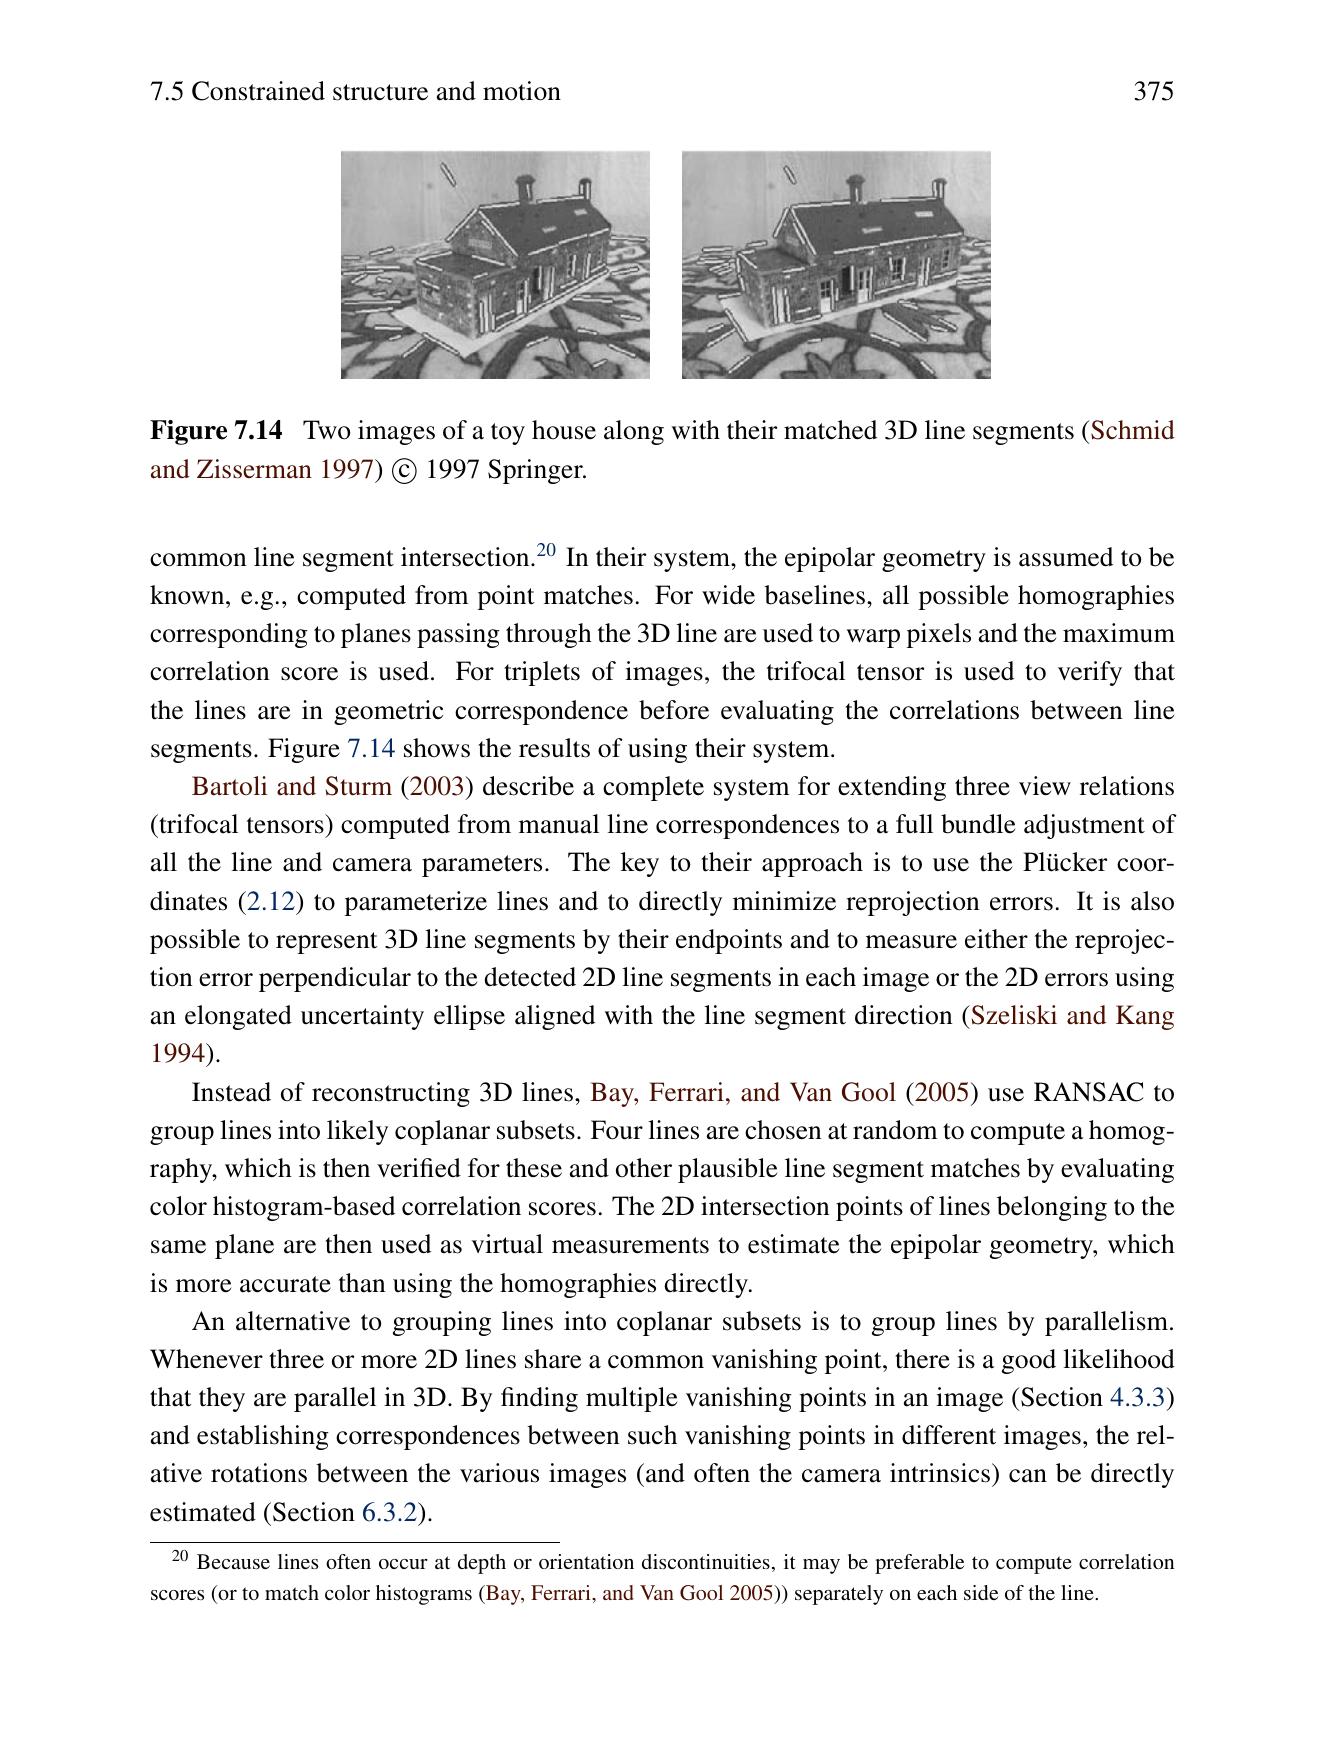 7.5 Constrained structure and motion 375
Figure 7.14 Two images of a toy house along with their matched 3D line segments (Schmid
and Zisserman 1997) © 1997 Springer.
common line segment intersection.20 In their system, the epipolar geometry is assumed to be
known, e.g., computed from point matches. For wide baselines, all possible homographies
corresponding to planes passing through the 3D line are used to warp pixels and the maximum
correlation score is used. For triplets of images, the trifocal tensor is used to verify that
the lines are in geometric correspondence before evaluating the correlations between line
segments. Figure 7.14 shows the results of using their system.
Bartoli and Sturm (2003) describe a complete system for extending three view relations
(trifocal tensors) computed from manual line correspondences to a full bundle adjustment of
all the line and camera parameters. The key to their approach is to use the Plücker coor-
dinates (2.12) to parameterize lines and to directly minimize reprojection errors. It is also
possible to represent 3D line segments by their endpoints and to measure either the reprojec-
tion error perpendicular to the detected 2D line segments in each image or the 2D errors using
an elongated uncertainty ellipse aligned with the line segment direction (Szeliski and Kang
1994).
Instead of reconstructing 3D lines, Bay, Ferrari, and Van Gool (2005) use RANSAC to
group lines into likely coplanar subsets. Four lines are chosen at random to compute a homog-
raphy, which is then verified for these and other plausible line segment matches by evaluating
color histogram-based correlation scores. The 2D intersection points of lines belonging to the
same plane are then used as virtual measurements to estimate the epipolar geometry, which
is more accurate than using the homographies directly.
An alternative to grouping lines into coplanar subsets is to group lines by parallelism.
Whenever three or more 2D lines share a common vanishing point, there is a good likelihood
that they are parallel in 3D. By finding multiple vanishing points in an image (Section 4.3.3)
and establishing correspondences between such vanishing points in different images, the rel-
ative rotations between the various images (and often the camera intrinsics) can be directly
estimated (Section 6.3.2).
20 Because lines often occur at depth or orientation discontinuities, it may be preferable to compute correlation
scores (or to match color histograms (Bay, Ferrari, and Van Gool 2005)) separately on each side of the line.